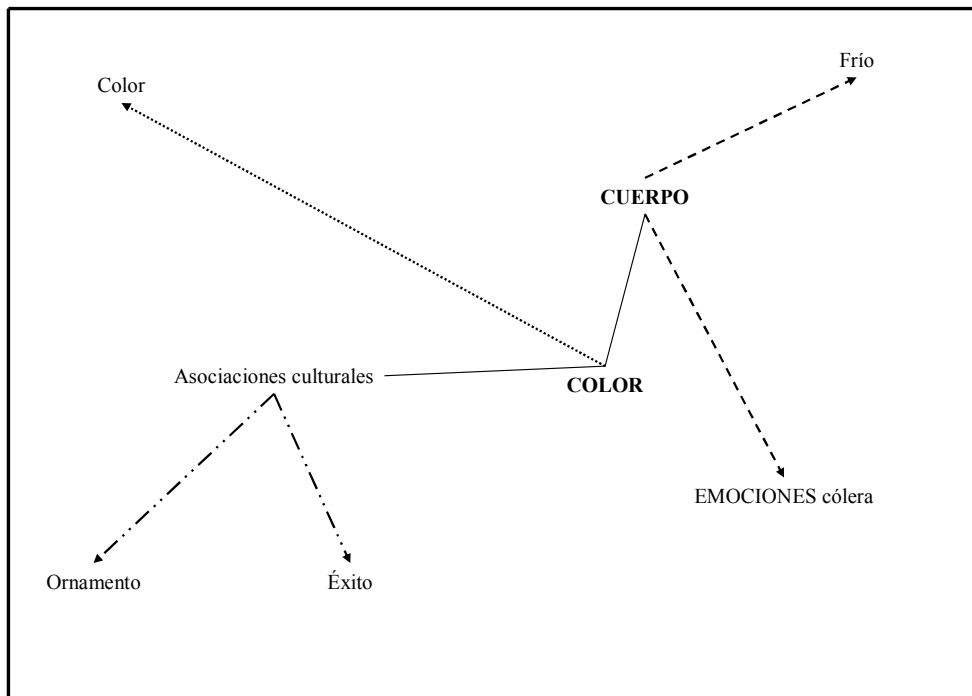 Frío
Color
CUERPO
Asociaciones culturales
COLOR
EMOCIONES cólera
Ornamento
Éxito